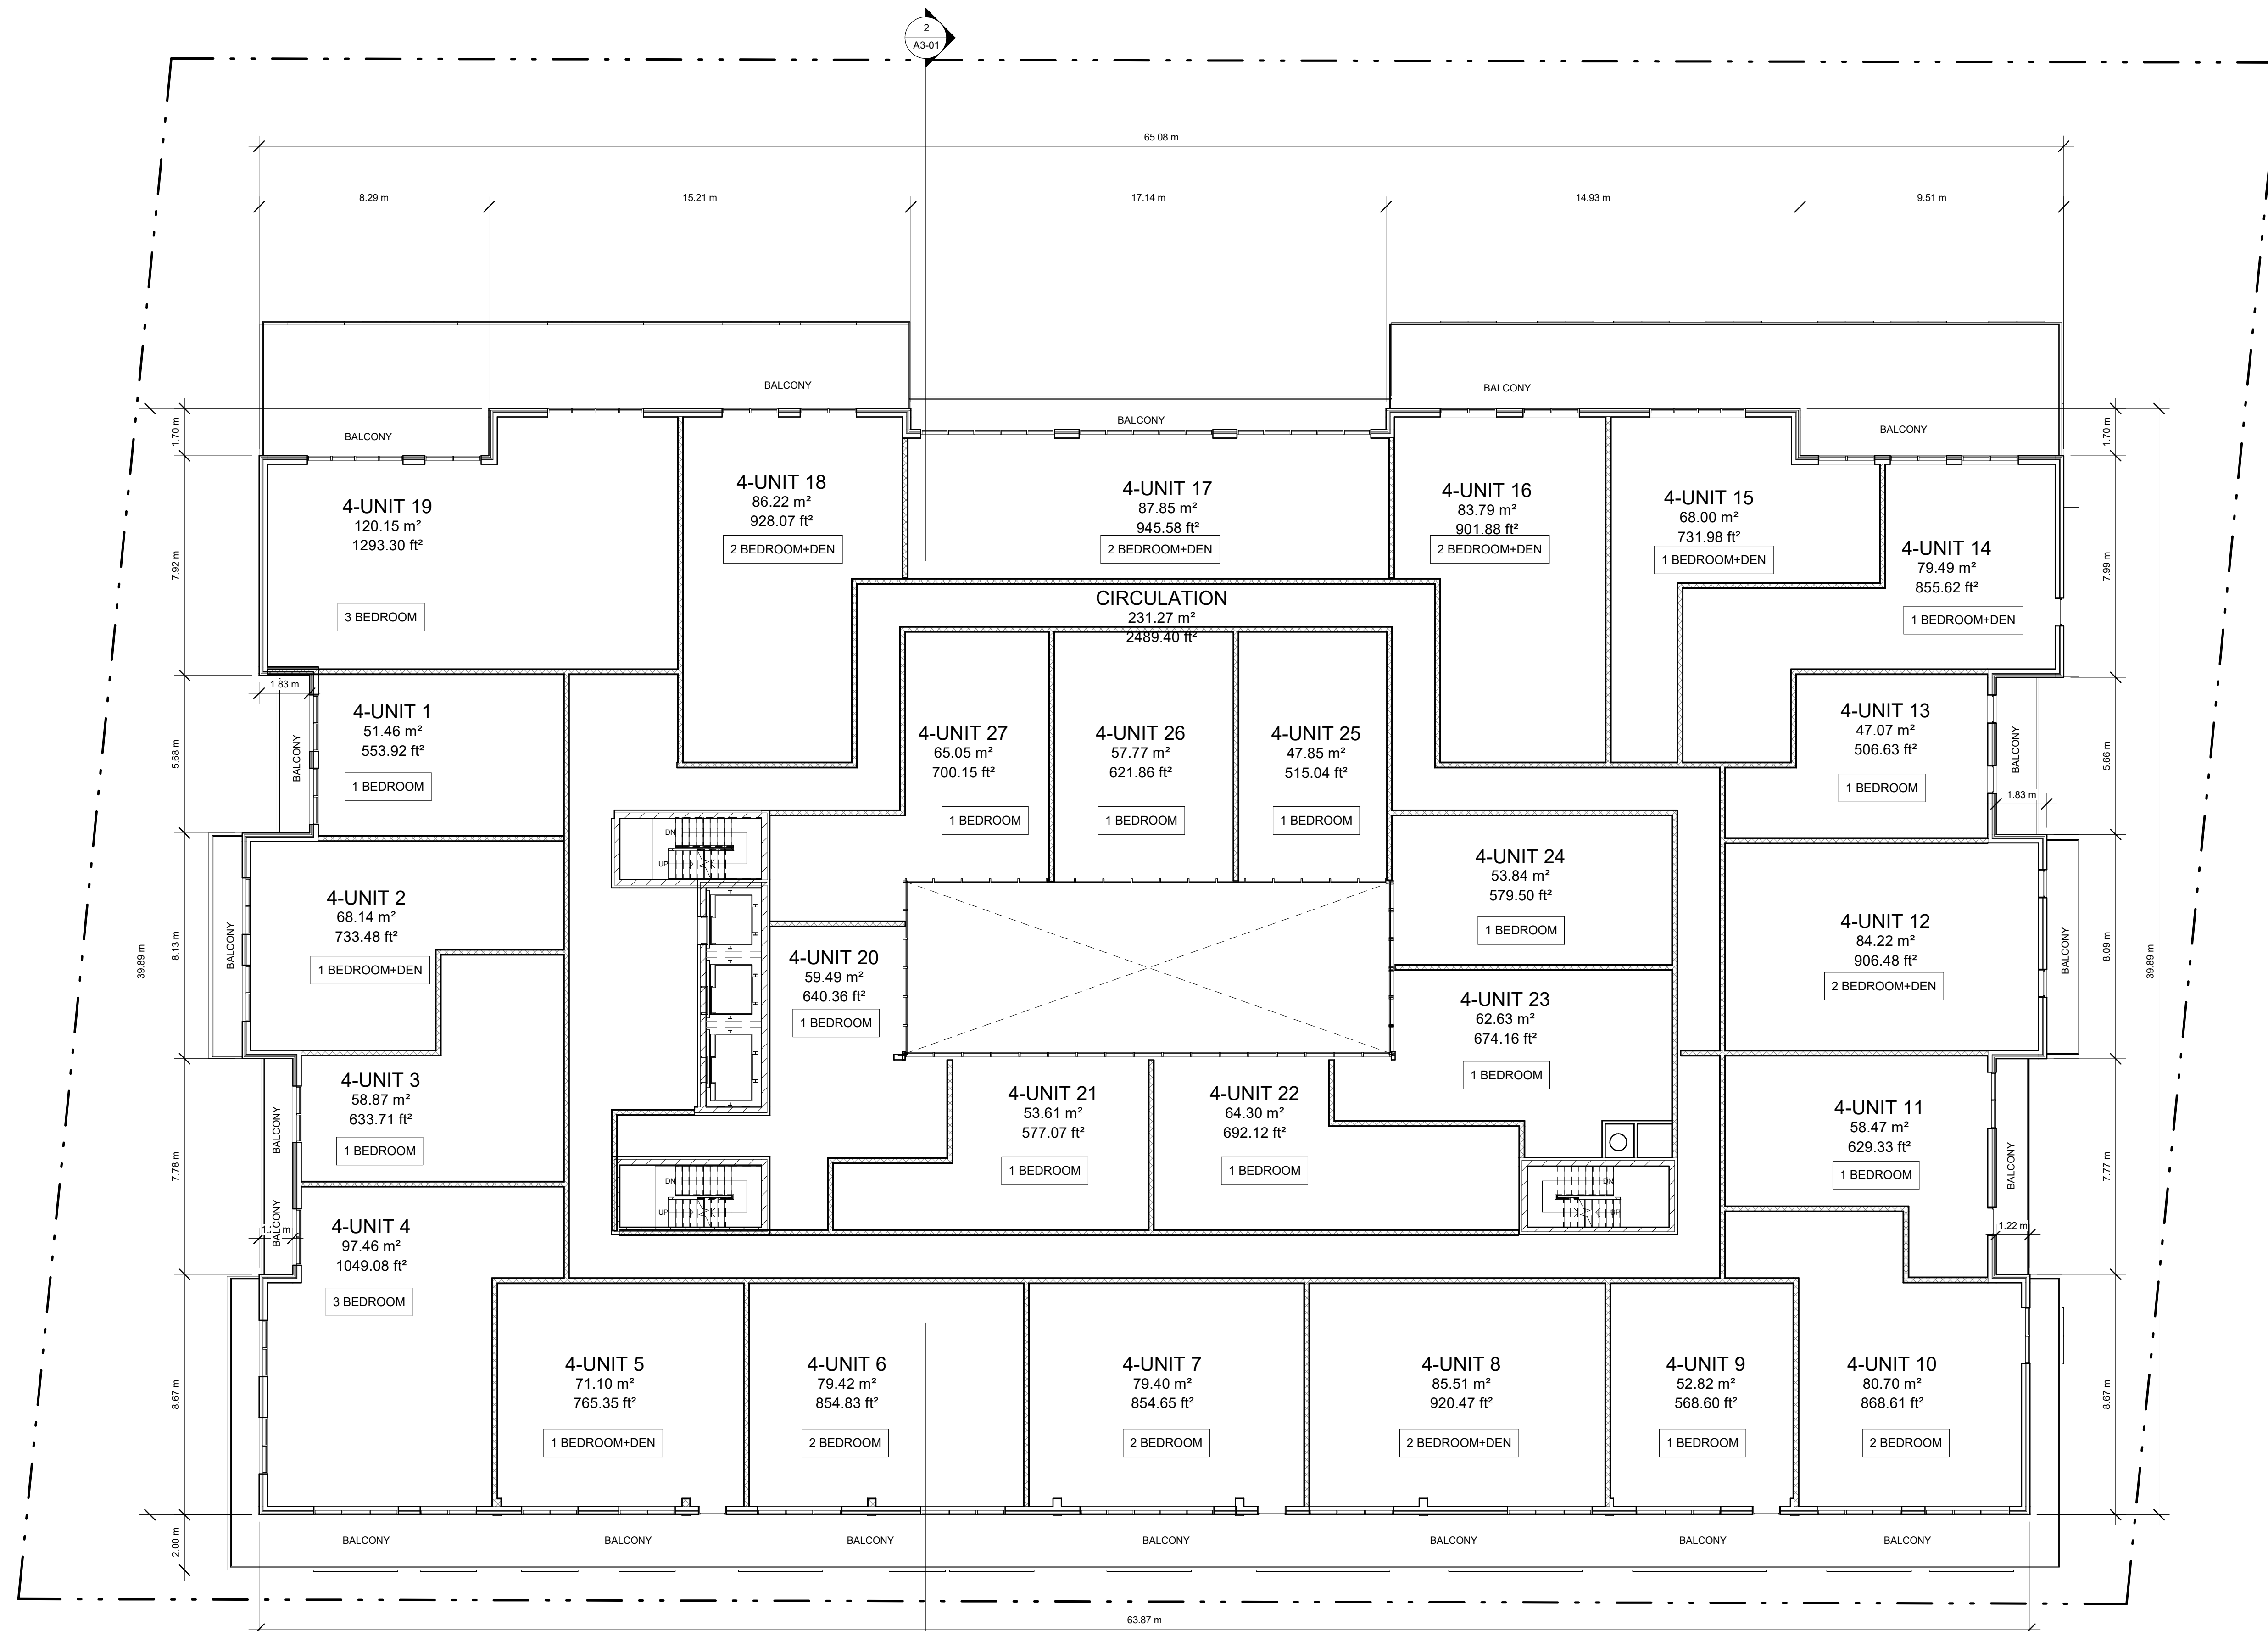 2
A3-01
65.08 m
8.29 m
15.21 m
17.14 m
14.93 m
9.51 m
BALCONY
BALCONY
BALCONY
BALCONY
BALCONY
1.70 m
7.92 m
5.68 m
8.13 m
7.78 m
8.67 m
2.00 m
39.89 m
1.70 m
7.99 m
5.66 m
8.09 m
7.77 m
8.67 m
39.89 m
4-UNIT 19
120.15 m²
1293.30 ft²
3 BEDROOM
4-UNIT 18
86.22 m²
928.07 ft²
2 BEDROOM+DEN
4-UNIT 17
87.85 m²
945.58 ft²
2 BEDROOM+DEN
4-UNIT 16
83.79 m²
901.88 ft²
2 BEDROOM+DEN
4-UNIT 15
68.00 m²
731.98 ft²
1 BEDROOM+DEN
4-UNIT 14
79.49 m²
855.62 ft²
1 BEDROOM+DEN
CIRCULATION
231.27 m²
2489.40 ft²
1.83 m
BALCONY
4-UNIT 1
51.46 m²
553.92 ft²
1 BEDROOM
4-UNIT 27
65.05 m²
700.15 ft²
1 BEDROOM
4-UNIT 26
57.77 m²
621.86 ft²
1 BEDROOM
4-UNIT 25
47.85 m²
515.04 ft²
1 BEDROOM
4-UNIT 13
47.07 m²
506.63 ft²
1 BEDROOM
BALCONY
1.83 m
DN
UP
4-UNIT 2
68.14 m²
733.48 ft²
1 BEDROOM+DEN
BALCONY
4-UNIT 20
59.49 m²
640.36 ft²
1 BEDROOM
4-UNIT 24
53.84 m²
579.50 ft²
1 BEDROOM
4-UNIT 12
84.22 m²
906.48 ft²
2 BEDROOM+DEN
BALCONY
4-UNIT 23
62.63 m²
674.16 ft²
1 BEDROOM
4-UNIT 3
58.87 m²
633.71 ft²
1 BEDROOM
BALCONY
4-UNIT 21
53.61 m²
577.07 ft²
1 BEDROOM
4-UNIT 22
64.30 m²
692.12 ft²
1 BEDROOM
4-UNIT 11
58.47 m²
629.33 ft²
1 BEDROOM
BALCONY
1.22 m
DN
UP
DN
UP
BALCONY
4-UNIT 4
97.46 m²
1049.08 ft²
3 BEDROOM
4-UNIT 5
71.10 m²
765.35 ft²
1 BEDROOM+DEN
4-UNIT 6
79.42 m²
854.83 ft²
2 BEDROOM
4-UNIT 7
79.40 m²
854.65 ft²
2 BEDROOM
4-UNIT 8
85.51 m²
920.47 ft²
2 BEDROOM+DEN
4-UNIT 9
52.82 m²
568.60 ft²
1 BEDROOM
4-UNIT 10
80.70 m²
868.61 ft²
2 BEDROOM
BALCONY
BALCONY
BALCONY
BALCONY
BALCONY
BALCONY
BALCONY
63.87 m